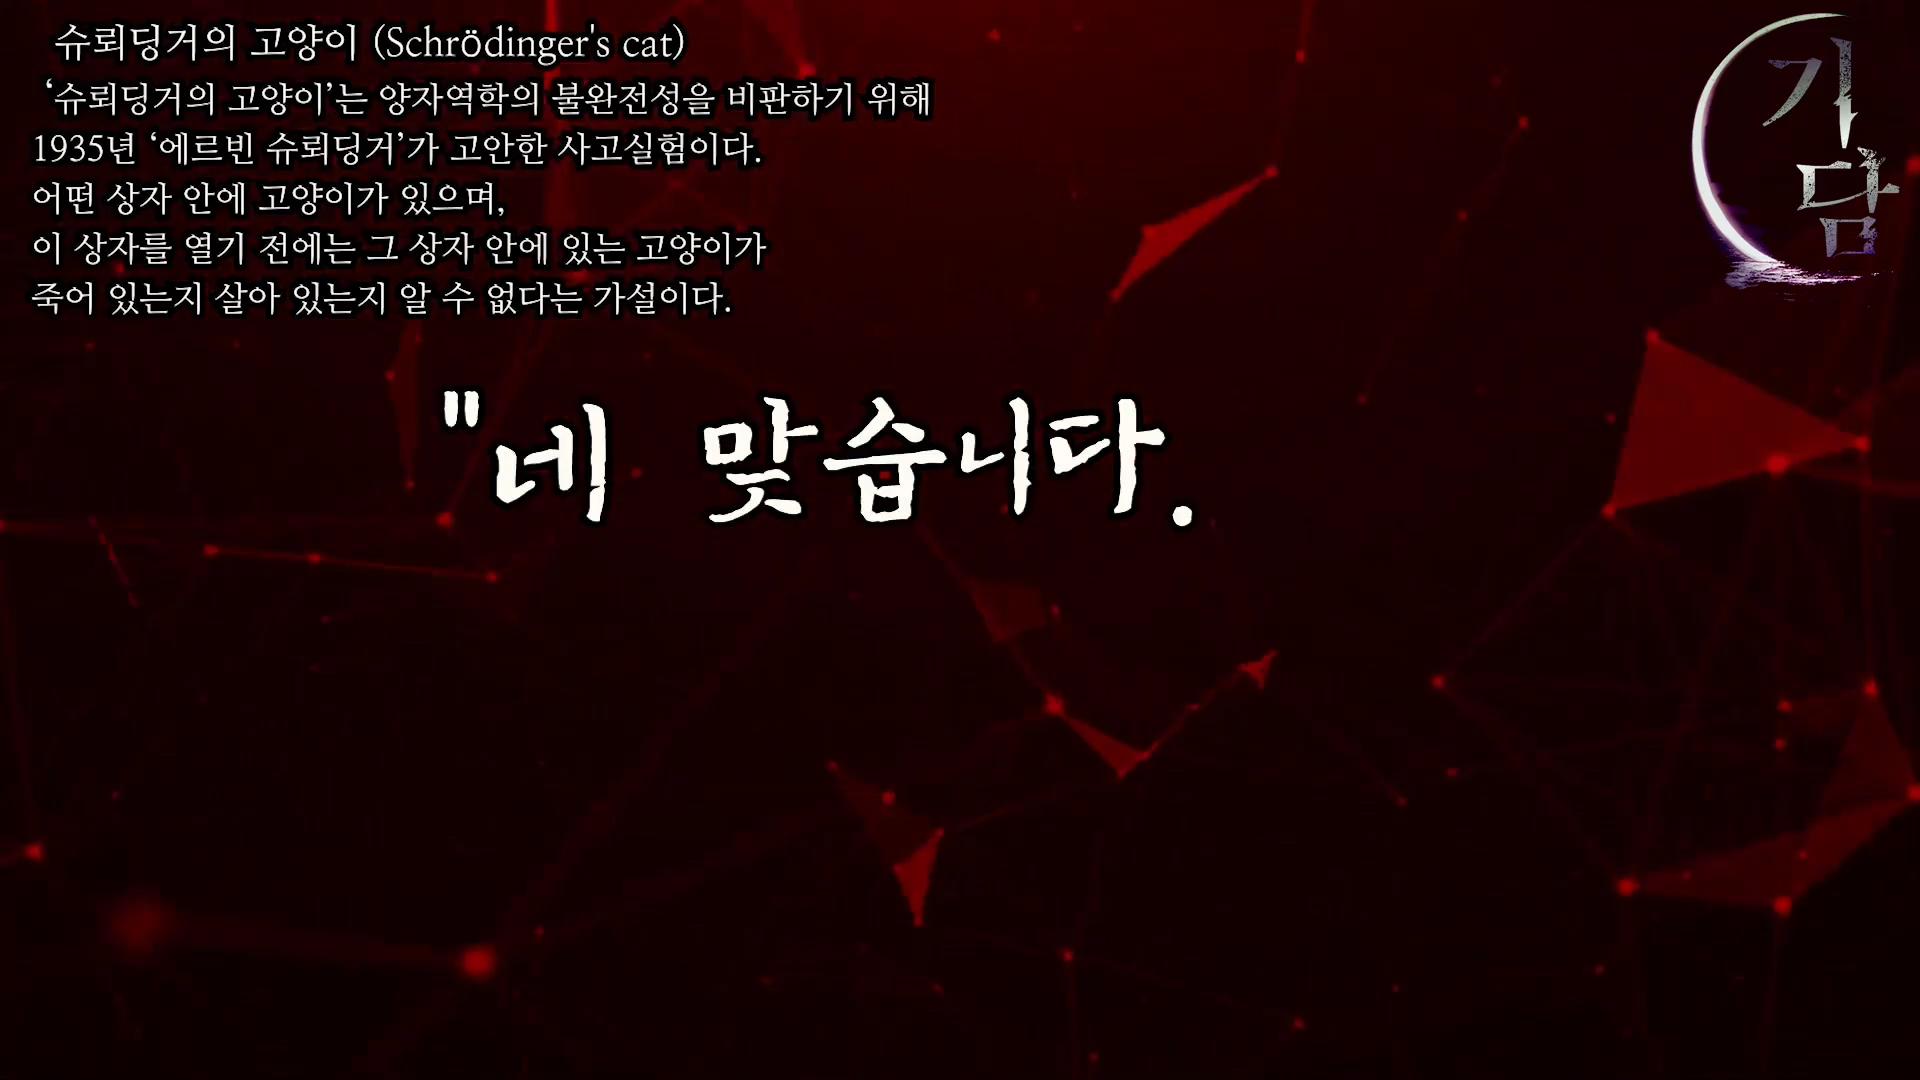 슈뢰딩거의 고양이 (Schrödinger's cat)
‘슈뢰딩거의 고양이’는 양자역학의 불완전성을 비판하기 위해
1935년 ‘에르빈 슈뢰딩거’가 고안한 사고실험이다.
어떤 상자 안에 고양이가 있으며,
이 상자를 열기 전에는 그 상자 안에 있는 고양이가
죽어 있는지 살아 있는지 알 수 없다는 가설이다.
"네 맞습니다.
기
담